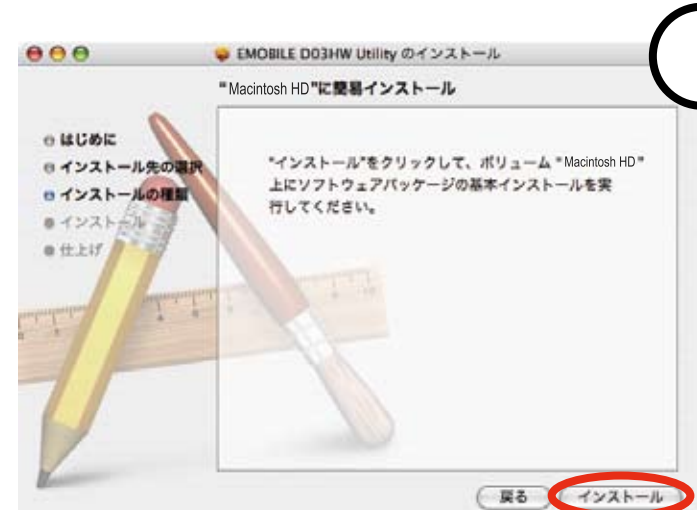 EMOBILE D03HW Utility のインストール
"Macintosh HD"に簡易インストール
はじめに
インストール先の選択
インストールの種類
インストール
仕上げ
"インストール"をクリックして、ボリューム "Macintosh HD"
上にソフトウェアパッケージの基本インストールを実
行してください。
戻る
インストール